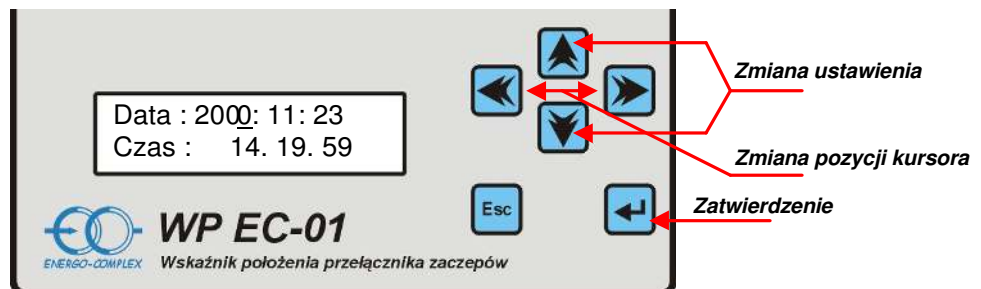 Data : 2000: 11: 23
Czas : 14. 19. 59
Zmiana ustawienia
Zmiana pozycji kursora
Esc
Zatwierdzenie
WP EC-01
ENERGO-COMPLEX
Wskaźnik położenia przełącznika zaczepów